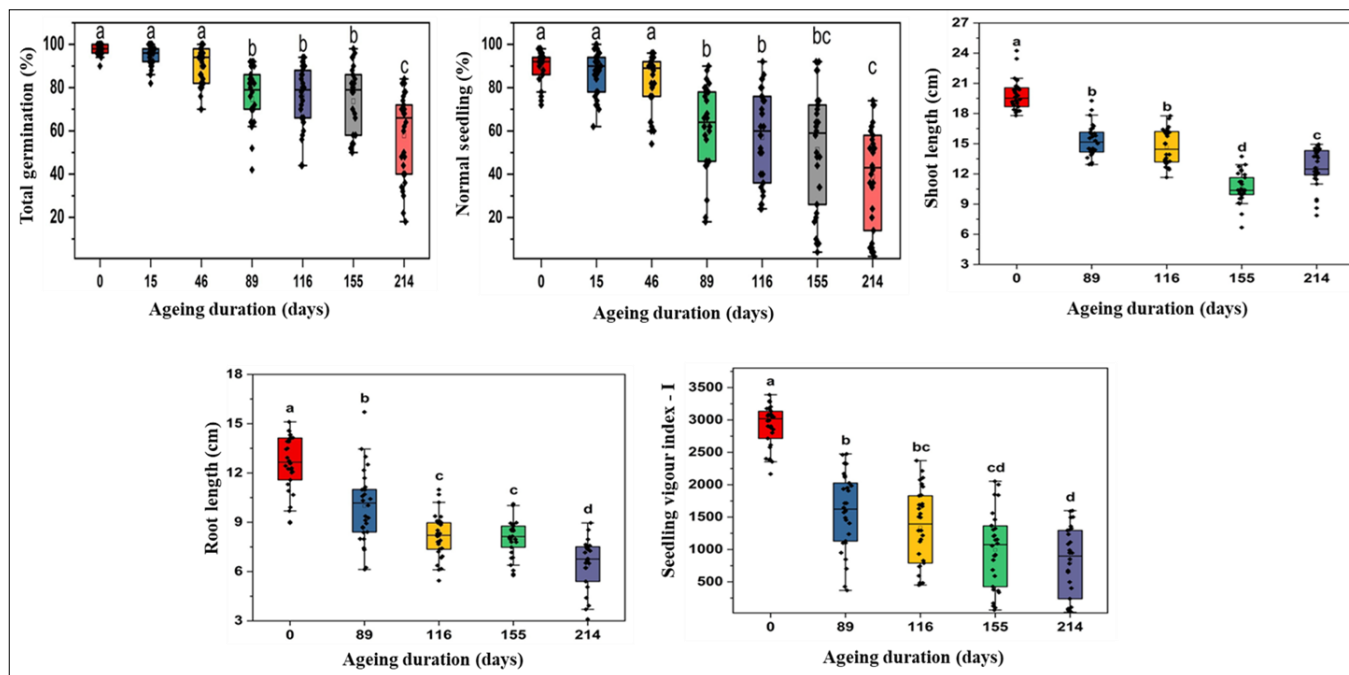 a a a b b b c
Total germination (%)
100
80
60
40
20
0 15 46 89 116 155 214
Ageing duration (days)
a a a b b bc c
Normal seedling (%)
100
80
60
40
20
0 15 46 89 116 155 214
Ageing duration (days)
a b b d c
Shoot length (cm)
27
24
21
18
15
12
9
6
3
0 89 116 155 214
Ageing duration (days)
a b c c d
Root length (cm)
18
15
12
9
6
3
0 89 116 155 214
Ageing duration (days)
a b bc cd d
Seedling vigour index - I
3500
3000
2500
2000
1500
1000
500
0 89 116 155 214
Ageing duration (days)